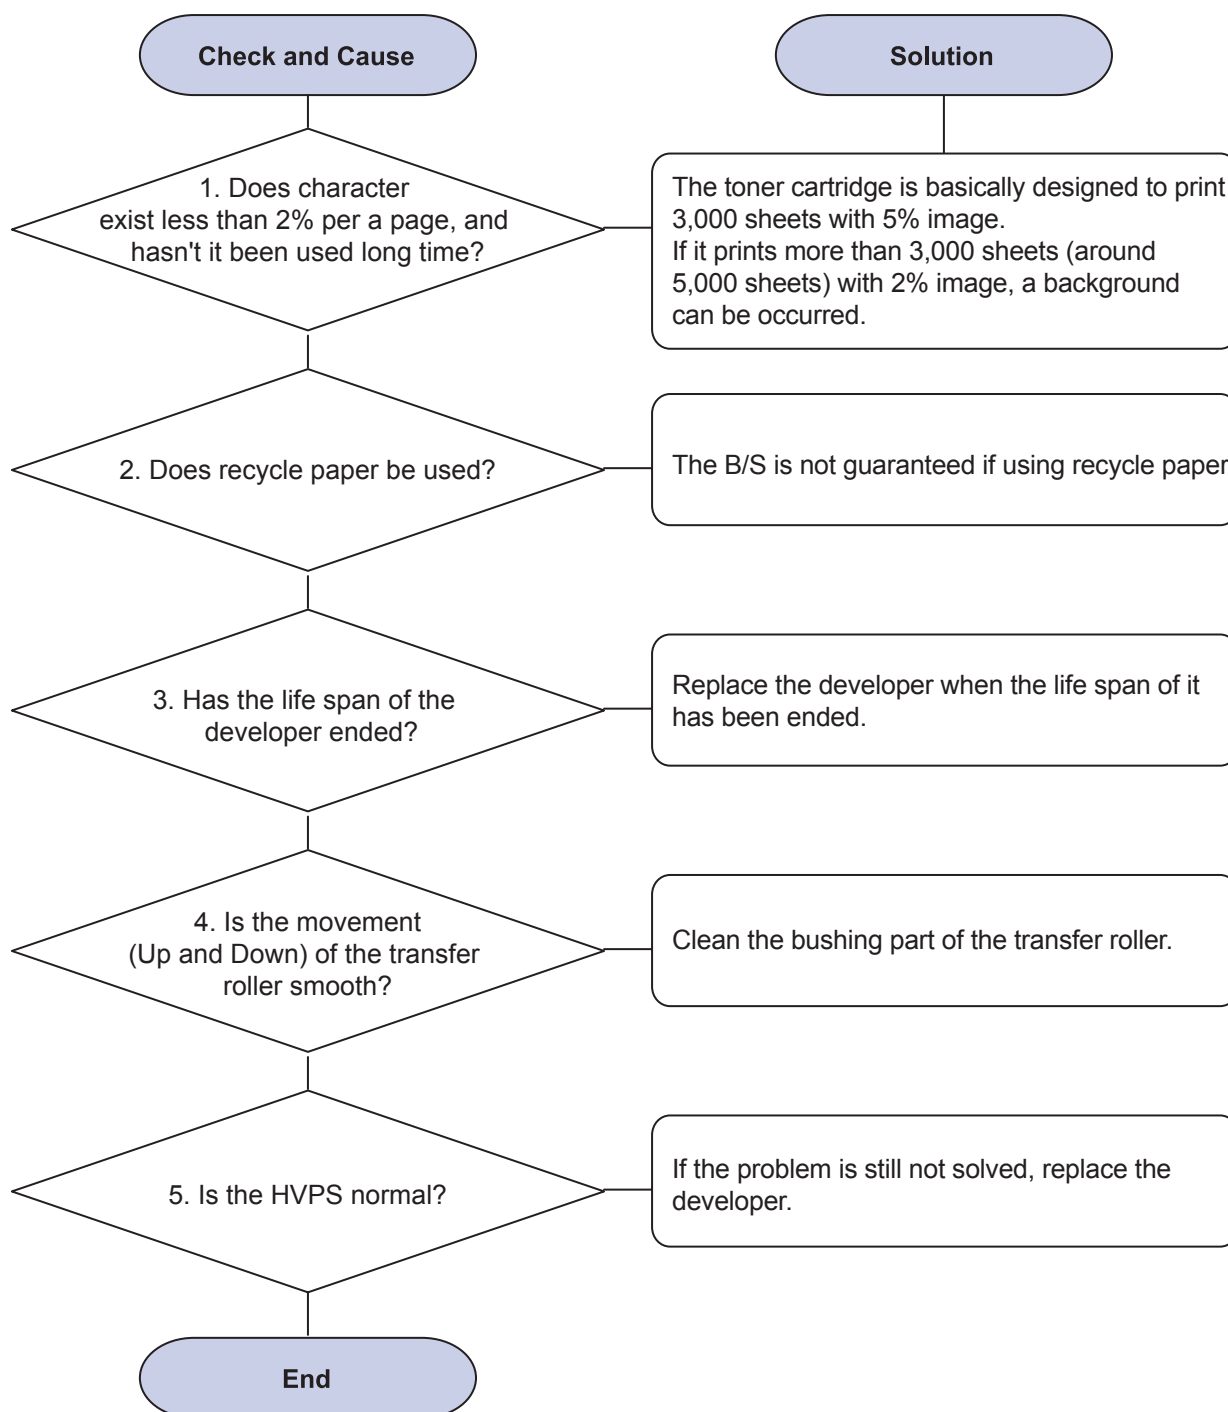 Check and Cause
Solution
1. Does character
exist less than 2% per a page, and
hasn't it been used long time?
The toner cartridge is basically designed to print
3,000 sheets with 5% image.
If it prints more than 3,000 sheets (around
5,000 sheets) with 2% image, a background
can be occurred.
2. Does recycle paper be used?
The B/S is not guaranteed if using recycle paper
3. Has the life span of the
developer ended?
Replace the developer when the life span of it
has been ended.
4. Is the movement
(Up and Down) of the transfer
roller smooth?
Clean the bushing part of the transfer roller.
5. Is the HVPS normal?
If the problem is still not solved, replace the
developer.
End